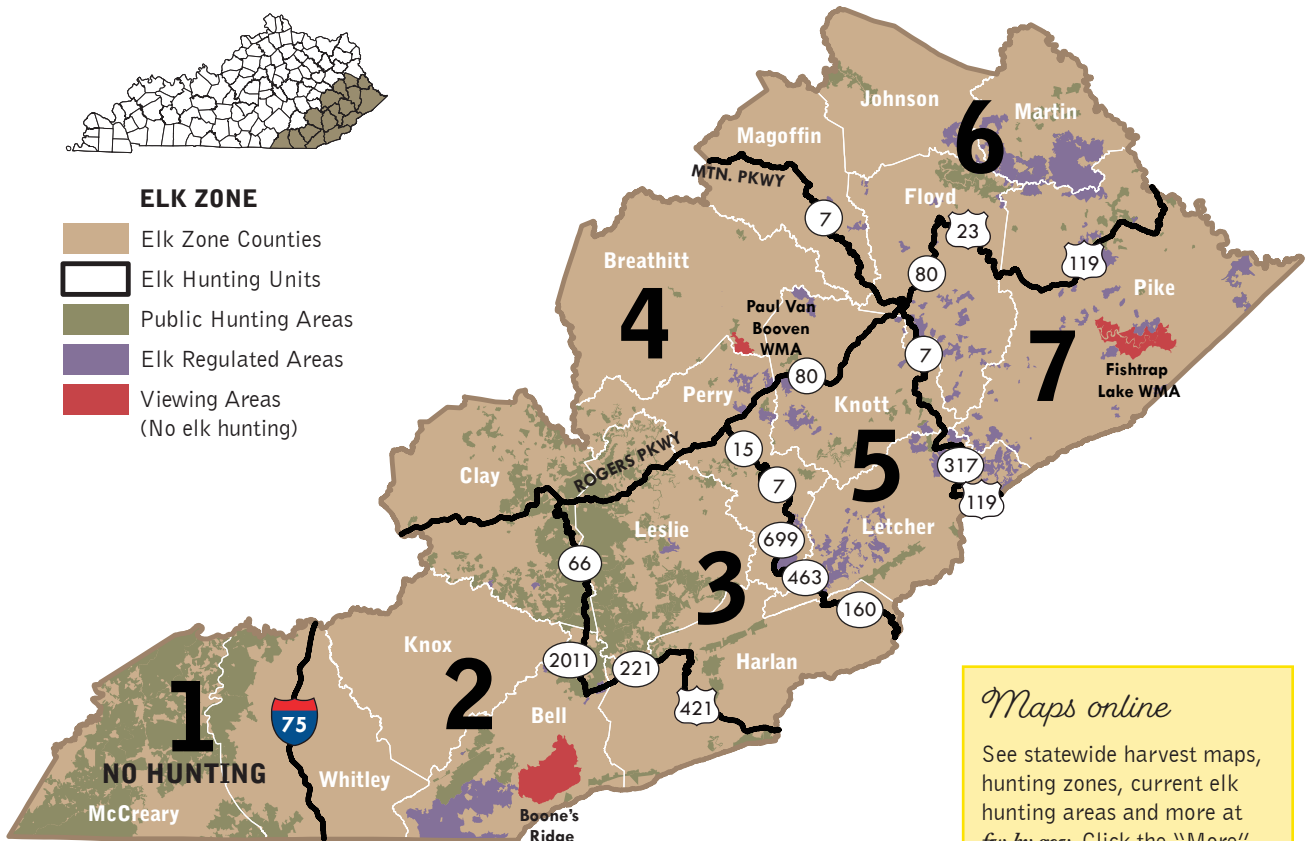 ELK ZONE
Elk Zone Counties
Elk Hunting Units
Public Hunting Areas
Elk Regulated Areas
Viewing Areas
(No elk hunting)
Johnson
Martin
6
Magoffin
MTN. PKWY
Floyd
7
23
80
119
Pike
Breathitt
4
Paul Van
Booven
WMA
7
7
Fishtrap
Lake WMA
80
Perry
Knott
ROGERS PKWY
15
5
317
119
Clay
7
Leslie
Letcher
699
66
3
463
160
Knox
2011
221
Harlan
2
421
1
NO HUNTING
75
Bell
Whitley
McCreary
Boone's
Ridge
Maps online
See statewide harvest maps,
hunting zones, current elk
hunting areas and more at
Click the "More"